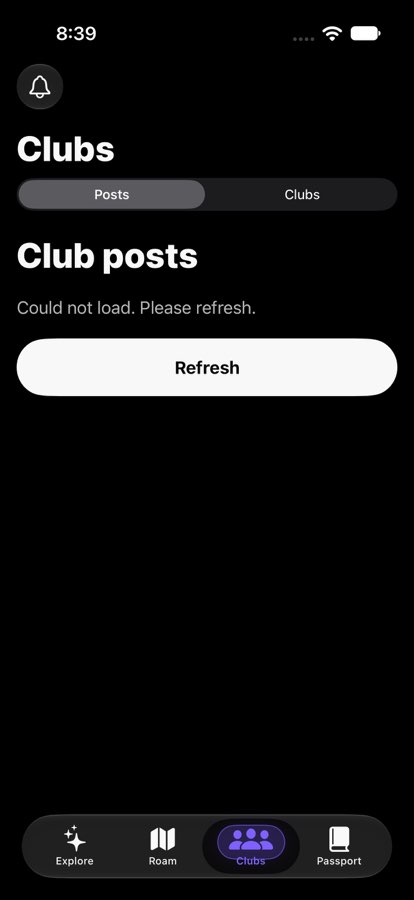 8:39
Clubs
Posts
Clubs
Club posts
Could not load. Please refresh.
Refresh
Explore
Roam
Clubs
Passport